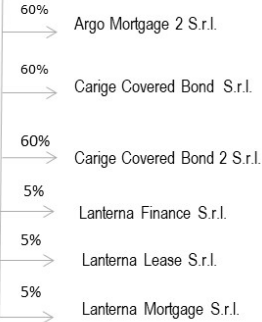 60%
Argo Mortgage 2 S.r.l.
60%
Carige Covered Bond S.r.l.
60%
Carige Covered Bond 2 S.r.l.
5%
Lanterna Finance S.r.l.
5%
Lanterna Lease S.r.l.
5%
Lanterna Mortgage S.r.l.